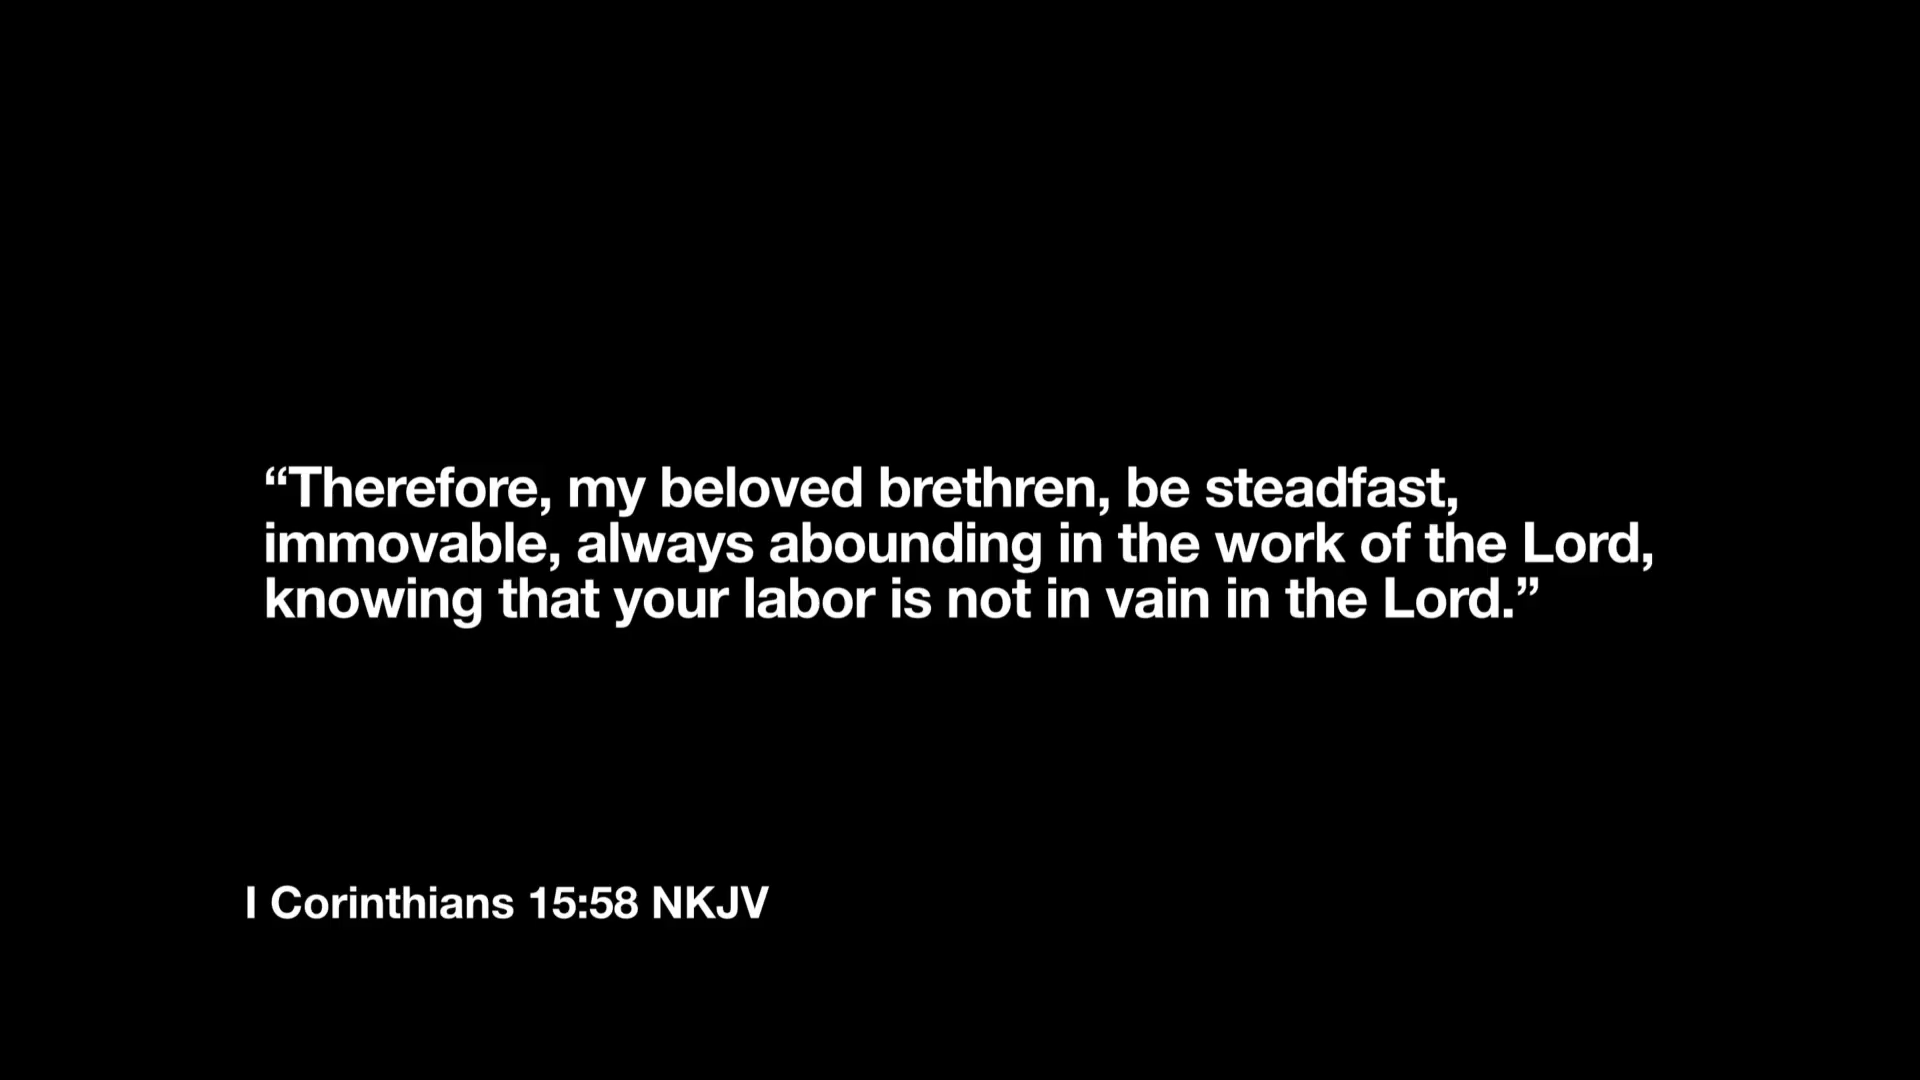 “Therefore, my beloved brethren, be steadfast,
immovable, always abounding in the work of the Lord,
knowing that your labor is not in vain in the Lord.”
I Corinthians 15:58 NKJV